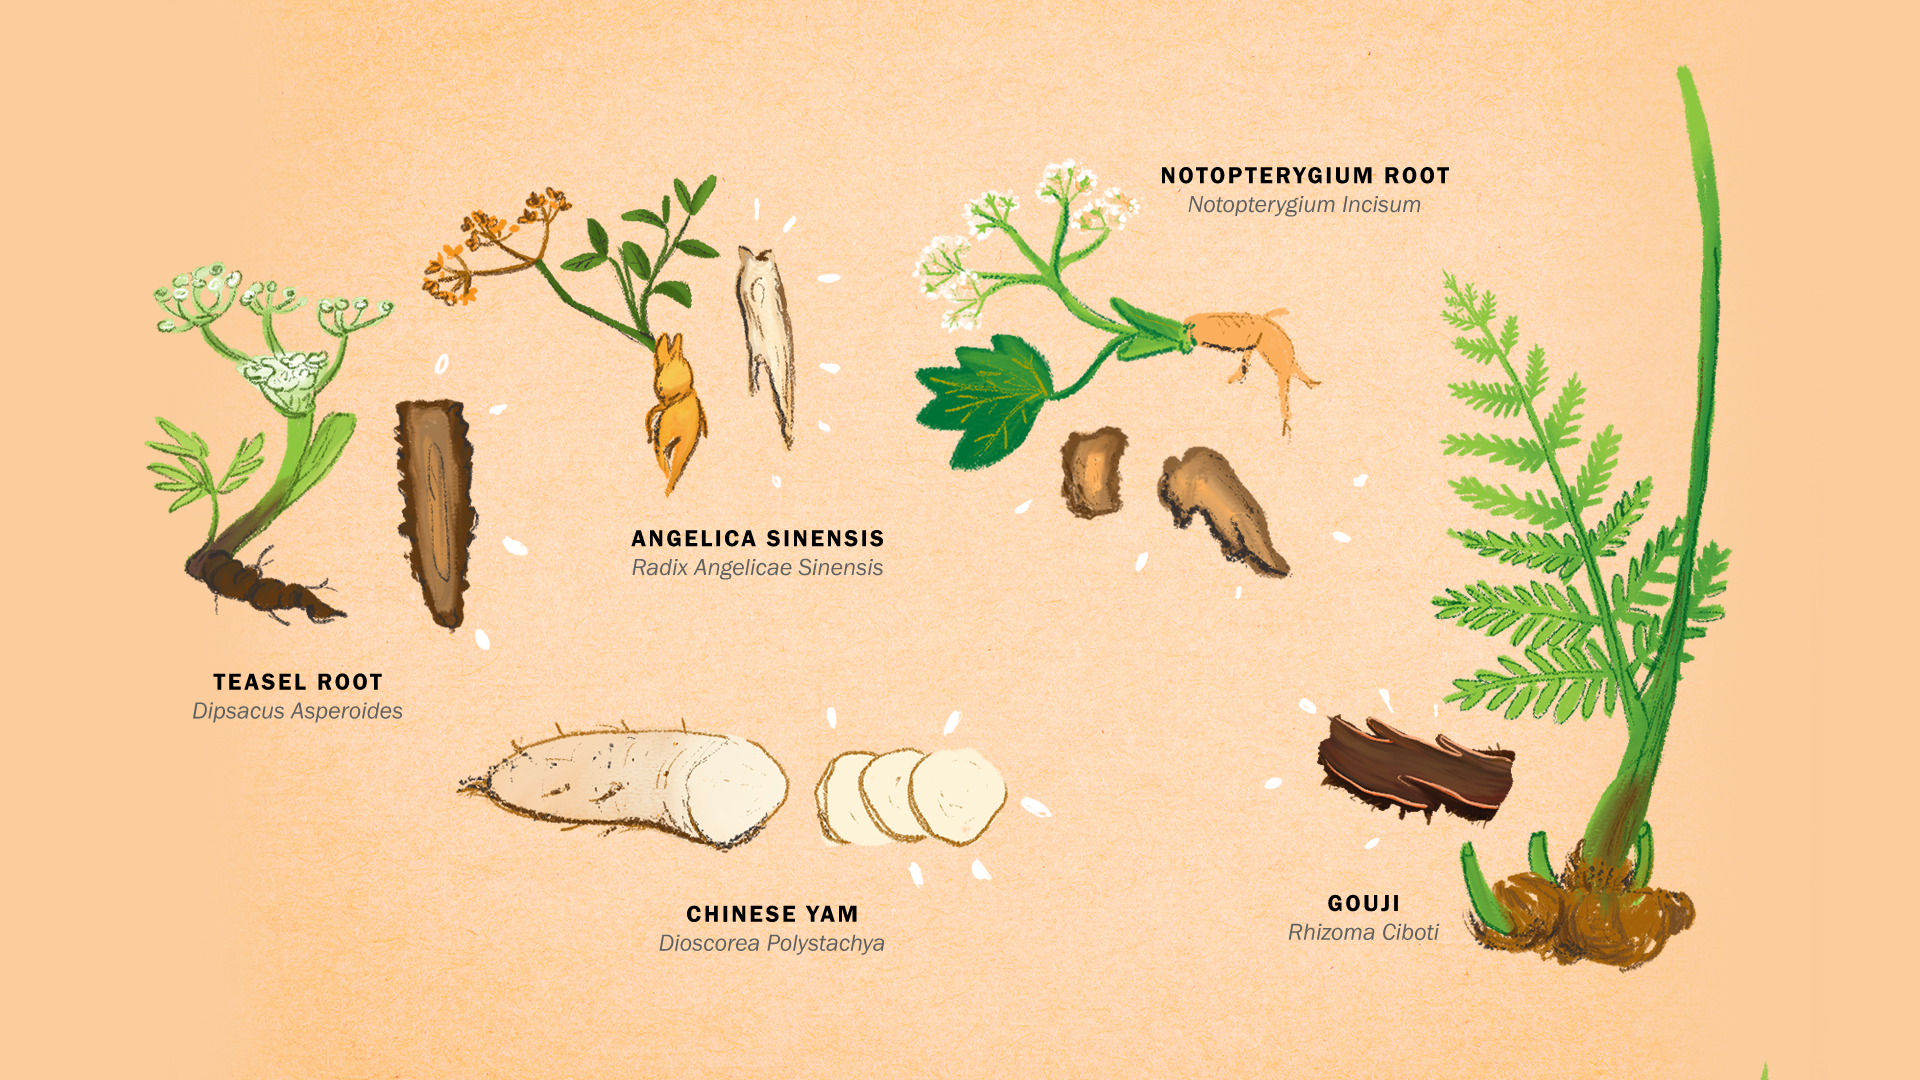 NOTOPTERYGIUM ROOT
Notopterygium Incisum
ANGELICA SINENSIS
Radix Angelicae Sinensis
TEASEL ROOT
Dipsacus Asperoides
CHINESE YAM
Dioscorea Polystachya
GOUJI
Rhizoma Ciboti